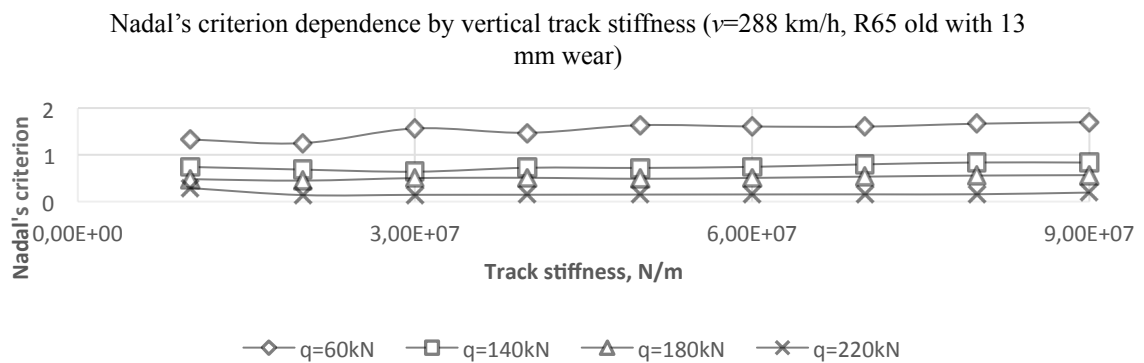 Nadal’s criterion dependence by vertical track stiffness (v=288 km/h, R65 old with 13
mm wear)
Nadal's criterion
2
1
0
0,00E+00
3,00E+07
6,00E+07
9,00E+07
Track stiffness, N/m
q=60kN
q=140kN
q=180kN
q=220kN